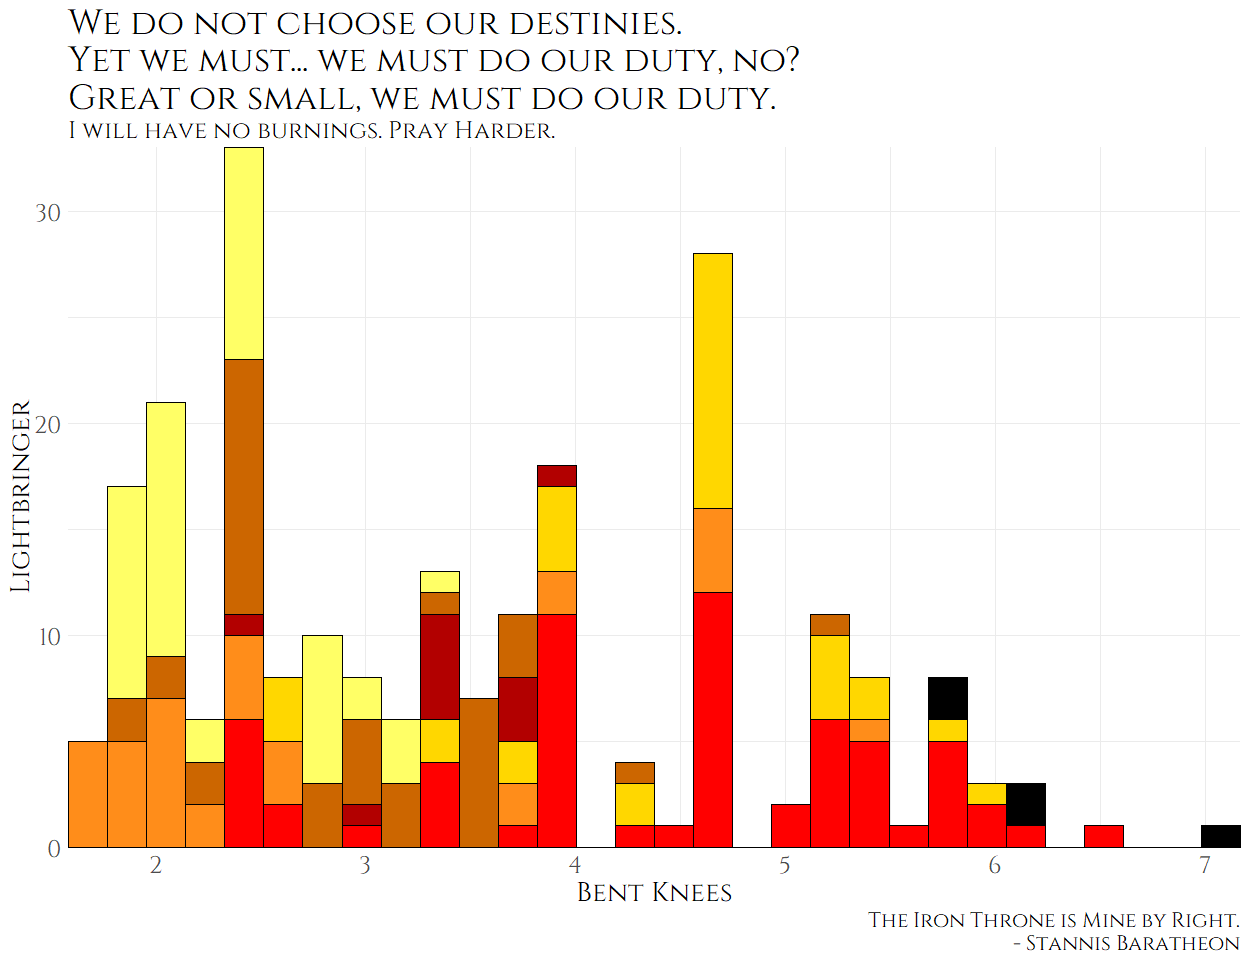 We do not choose our destinies.
Yet we must... we must do our duty, no?
Great or small, we must do our duty.
I will have no burnings. Pray Harder.
30
20
10
0
Lightbringer
2 3 4 5 6 7
Bent Knees
The Iron Throne is Mine by Right.
- Stannis Baratheon